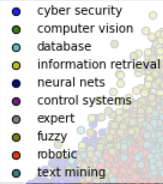 cyber security
computer vision
database
information retrieval
neural nets
control systems
expert
fuzzy
robotic
text mining